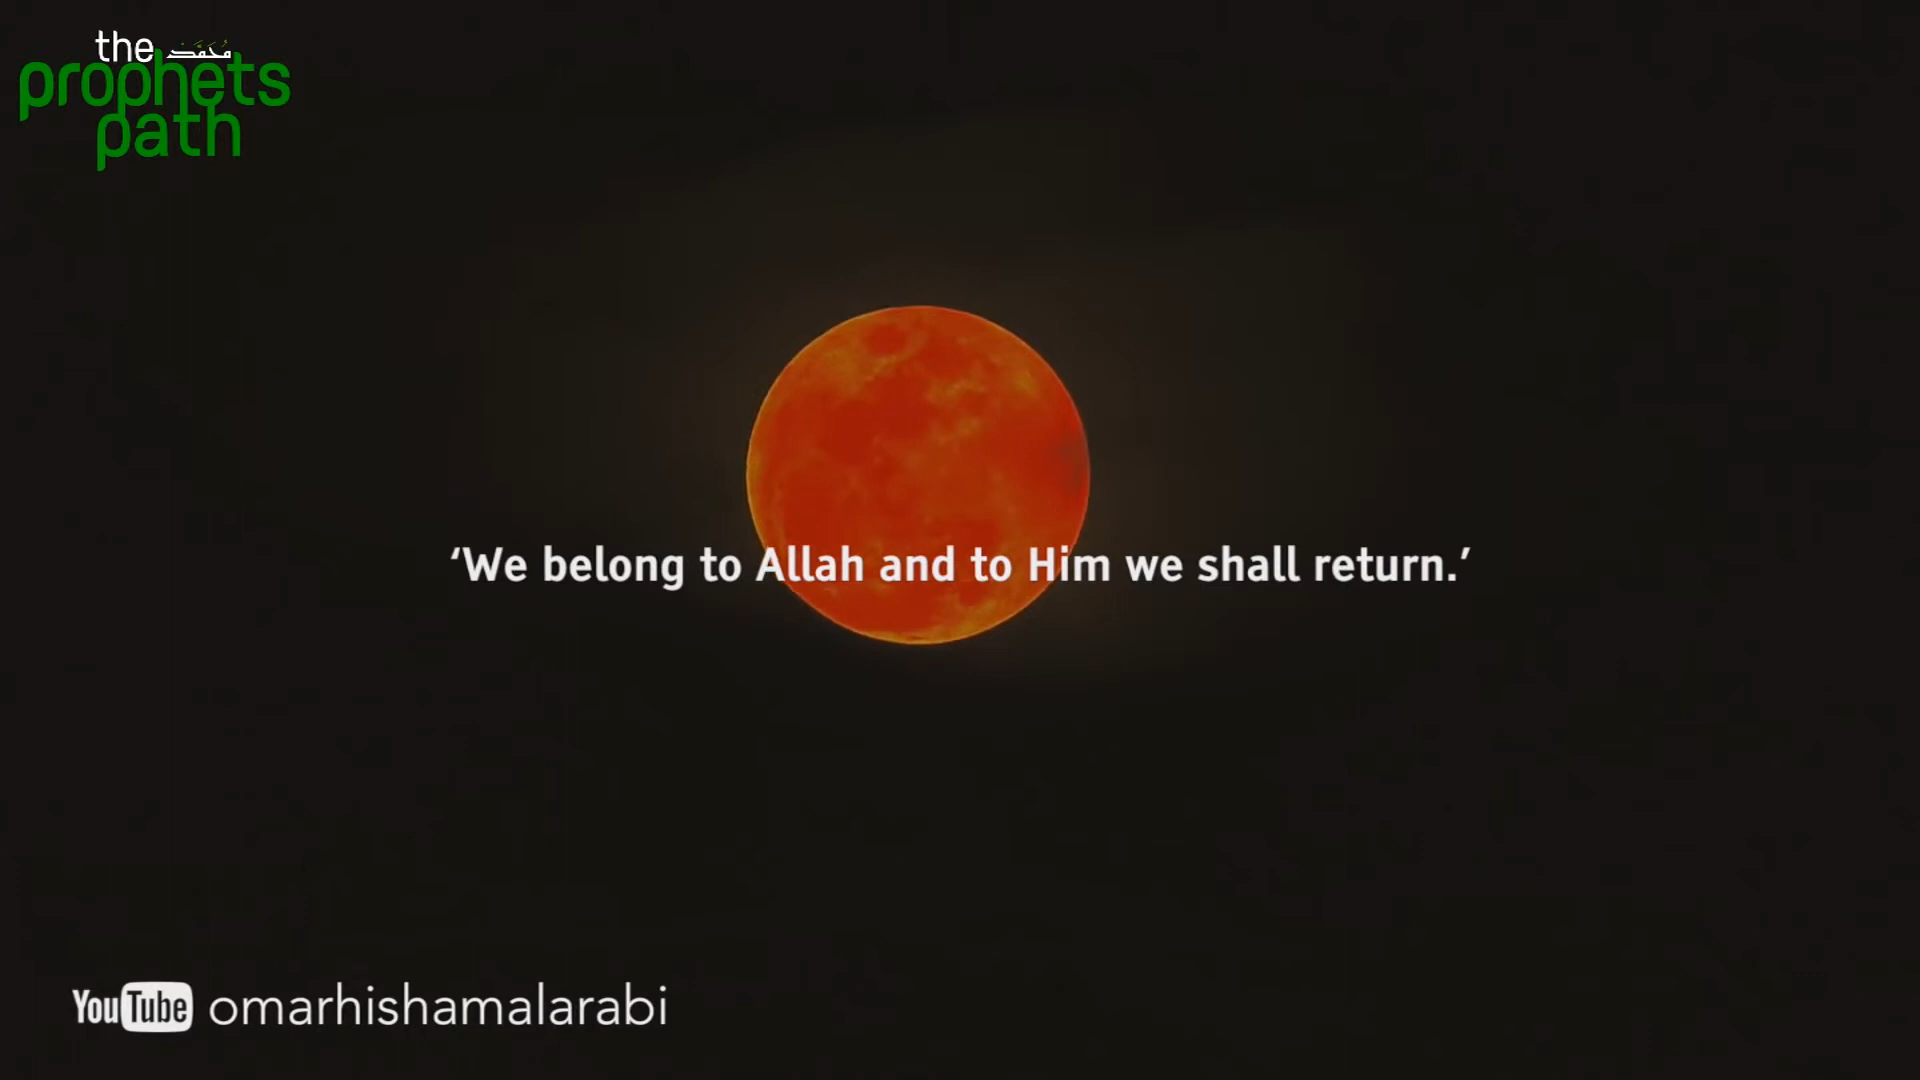 the مُحَمَّد
prophets
path
‘We belong to Allah and to Him we shall return.’
YouTube omarhishamalarabi